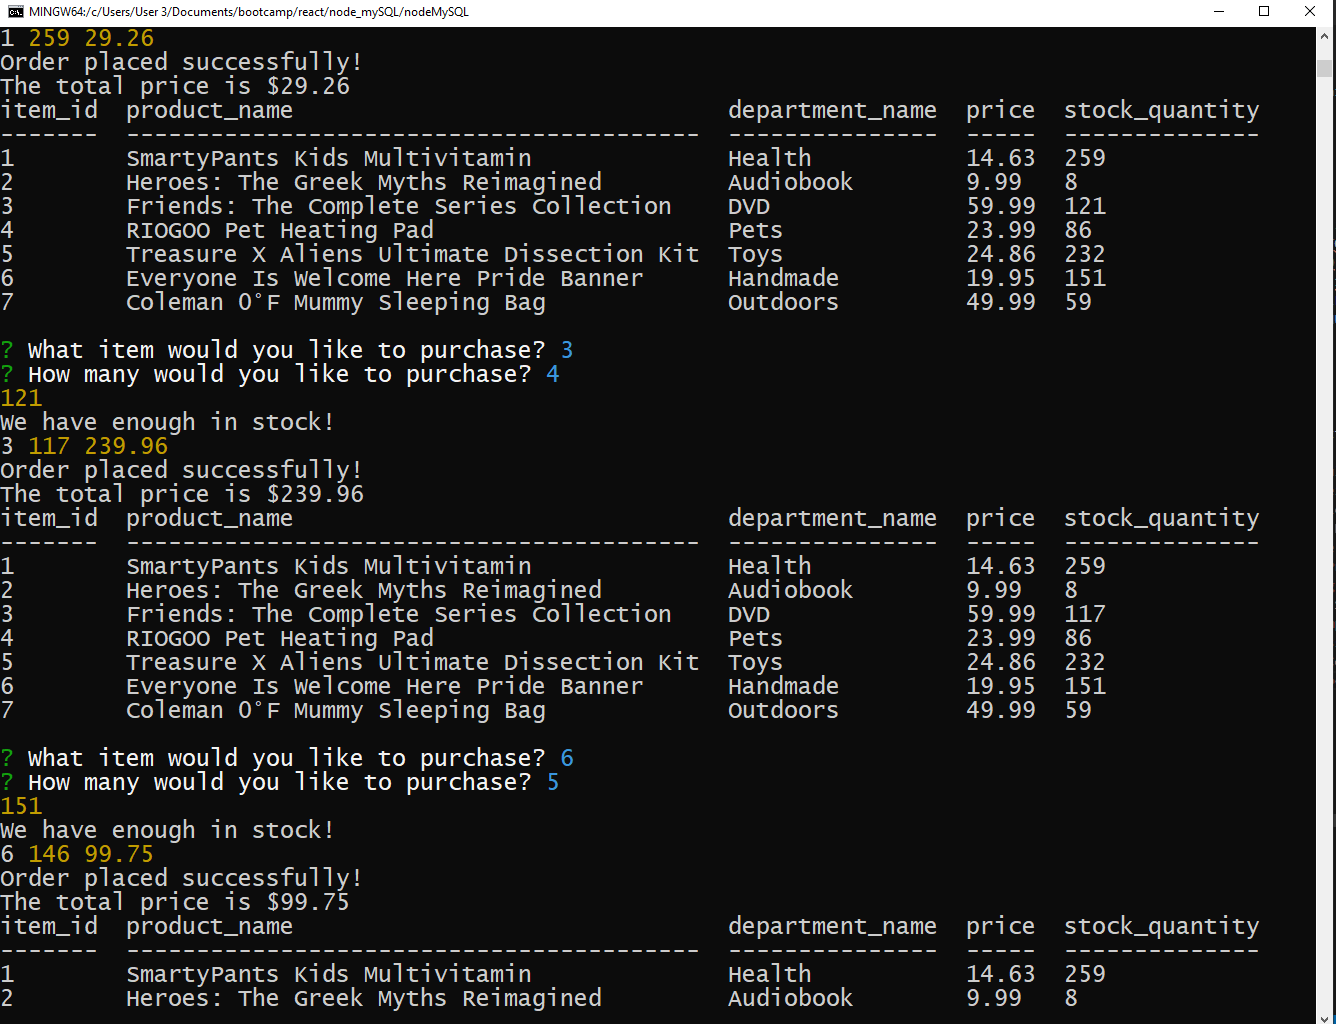 MINGW64:/c/Users/User 3/Documents/bootcamp/react/node_mySQL/nodeMySQL
1 259 29.26
Order placed successfully!
The total price is $29.26
item_id  product_name                               department_name  price  stock_quantity
-------  -----------------------------------------  ---------------  -----  --------------
1        SmartyPants Kids Multivitamin              Health           14.63  259
2        Heroes: The Greek Myths Reimagined         Audiobook        9.99   8
3        Friends: The Complete Series Collection    DVD              59.99  121
4        RIOGOO Pet Heating Pad                     Pets             23.99  86
5        Treasure X Aliens Ultimate Dissection Kit  Toys             24.86  232
6        Everyone Is Welcome Here Pride Banner      Handmade         19.95  151
7        Coleman 0°F Mummy Sleeping Bag             Outdoors         49.99  59
? What item would you like to purchase? 3
? How many would you like to purchase? 4
121
We have enough in stock!
3 117 239.96
Order placed successfully!
The total price is $239.96
item_id  product_name                               department_name  price  stock_quantity
-------  -----------------------------------------  ---------------  -----  --------------
1        SmartyPants Kids Multivitamin              Health           14.63  259
2        Heroes: The Greek Myths Reimagined         Audiobook        9.99   8
3        Friends: The Complete Series Collection    DVD              59.99  117
4        RIOGOO Pet Heating Pad                     Pets             23.99  86
5        Treasure X Aliens Ultimate Dissection Kit  Toys             24.86  232
6        Everyone Is Welcome Here Pride Banner      Handmade         19.95  151
7        Coleman 0°F Mummy Sleeping Bag             Outdoors         49.99  59
? What item would you like to purchase? 6
? How many would you like to purchase? 5
151
We have enough in stock!
6 146 99.75
Order placed successfully!
The total price is $99.75
item_id  product_name                               department_name  price  stock_quantity
-------  -----------------------------------------  ---------------  -----  --------------
1        SmartyPants Kids Multivitamin              Health           14.63  259
2        Heroes: The Greek Myths Reimagined         Audiobook        9.99   8